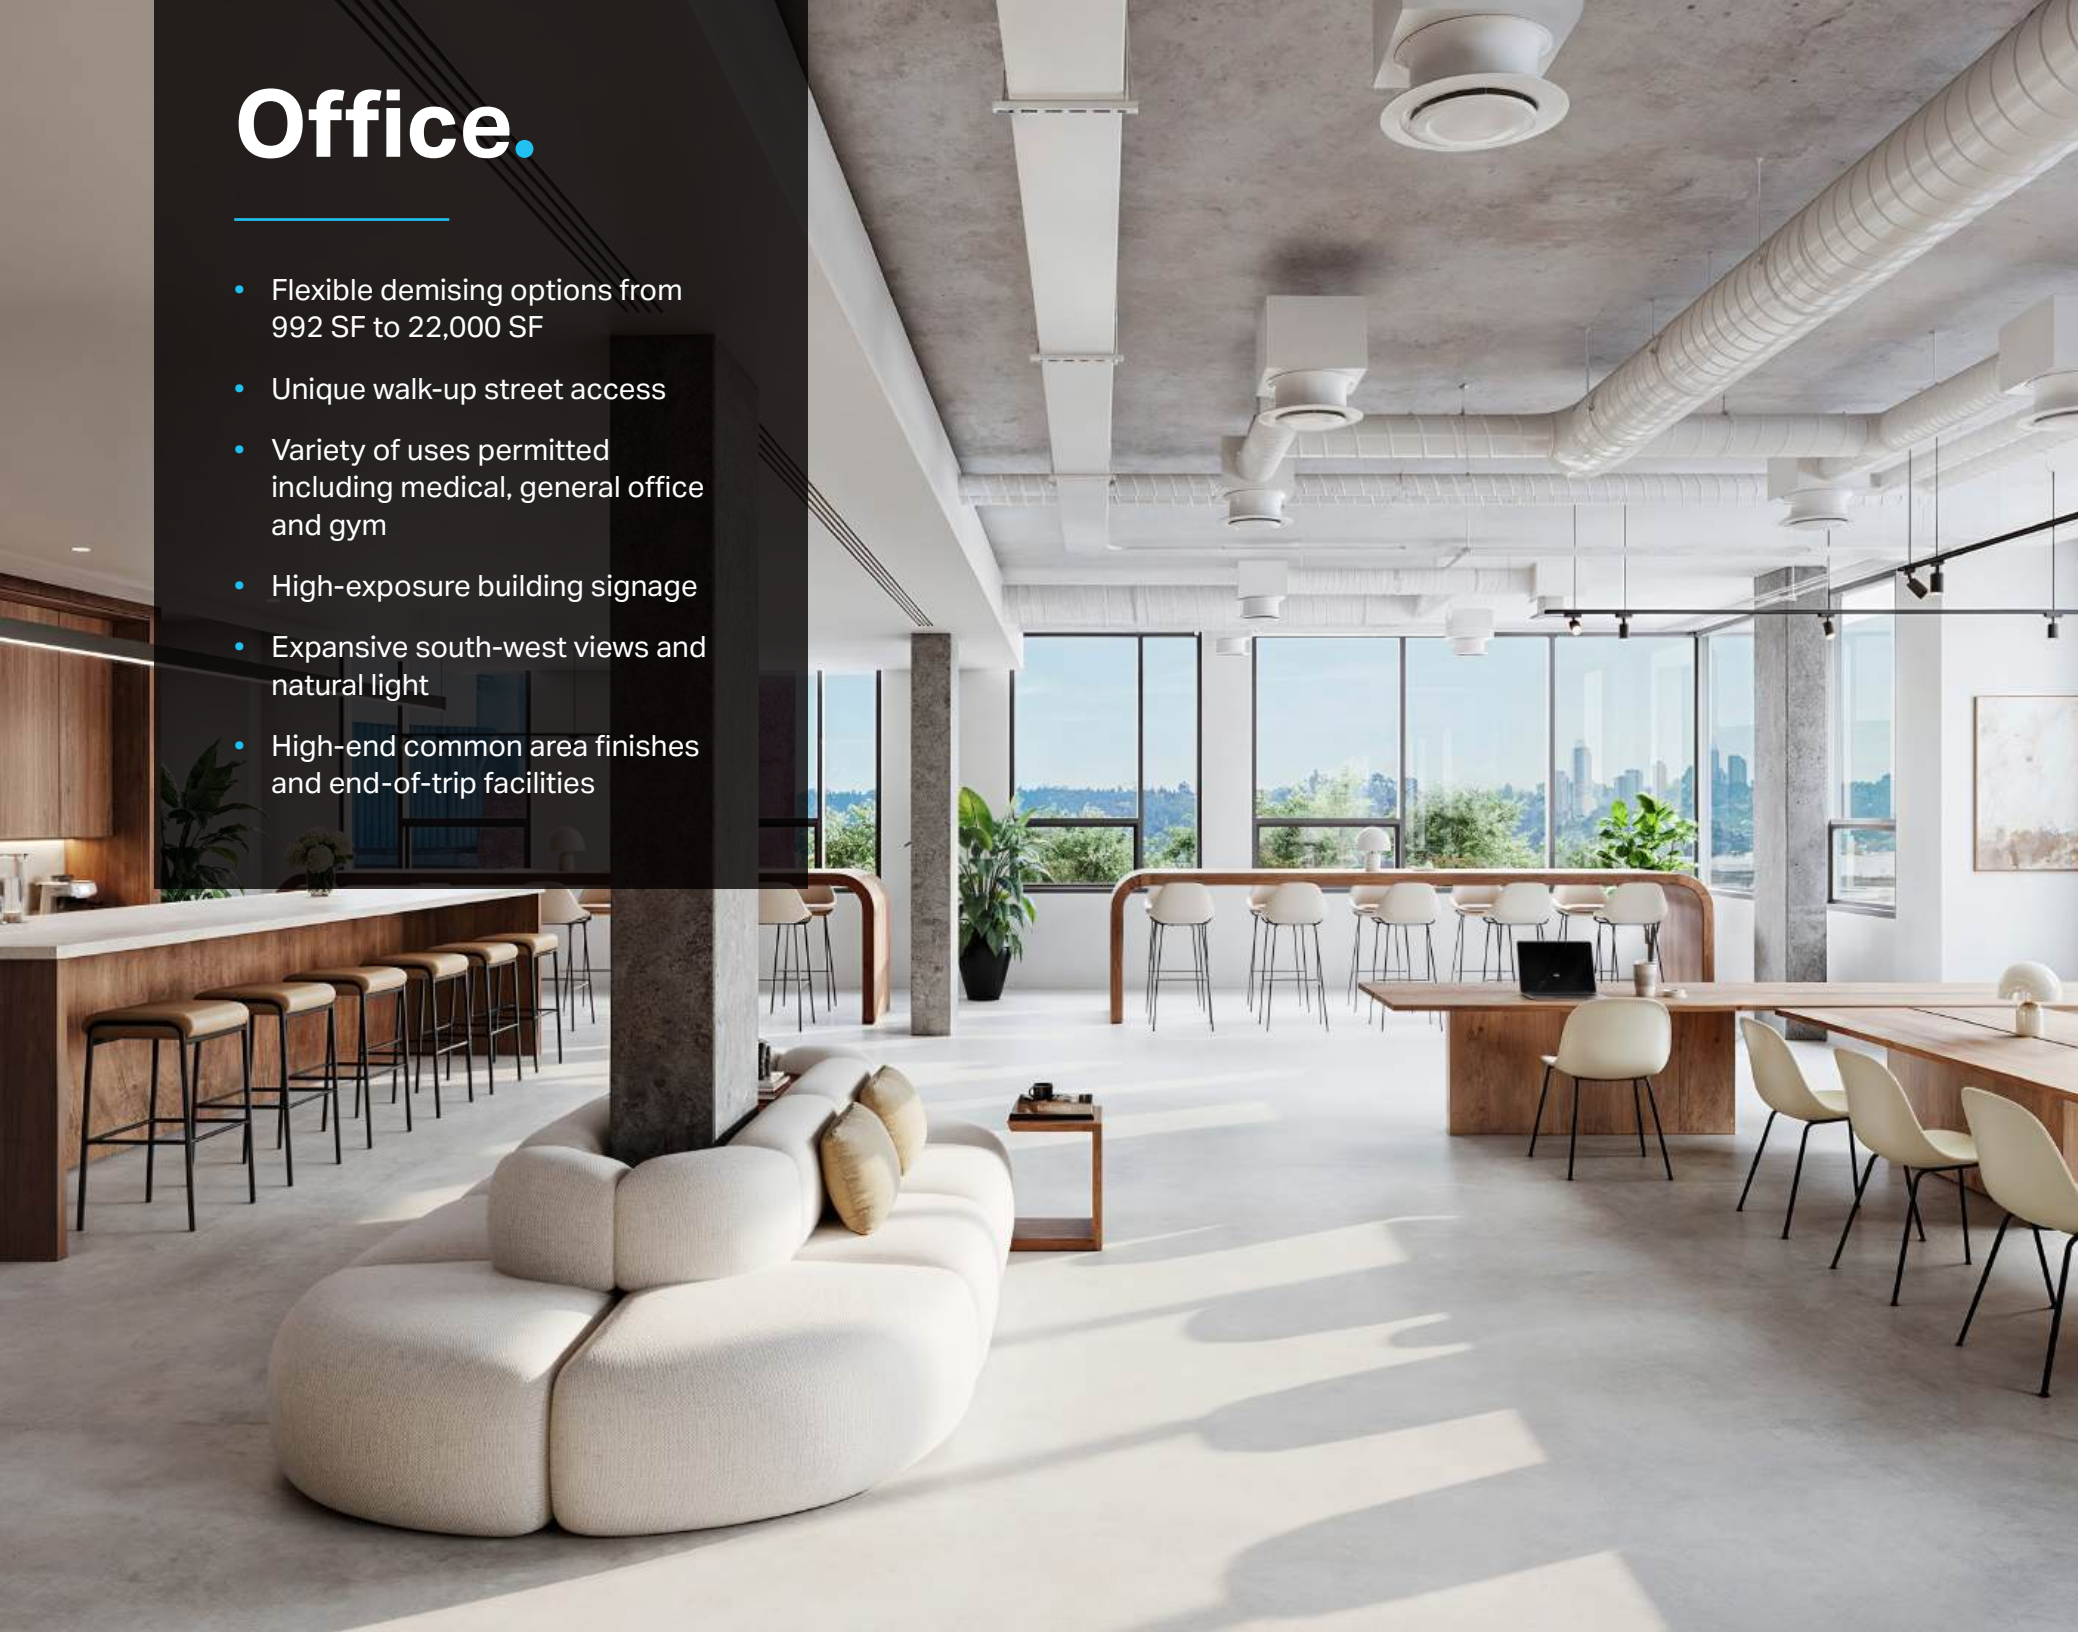 Office.
• Flexible demising options from
992 SF to 22,000 SF
• Unique walk-up street access
• Variety of uses permitted
including medical, general office
and gym
• High-exposure building signage
• Expansive south-west views and
natural light
• High-end common area finishes
and end-of-trip facilities